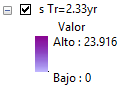 s Tr=2.33yr
Valor
Alto : 23.916
Bajo : 0